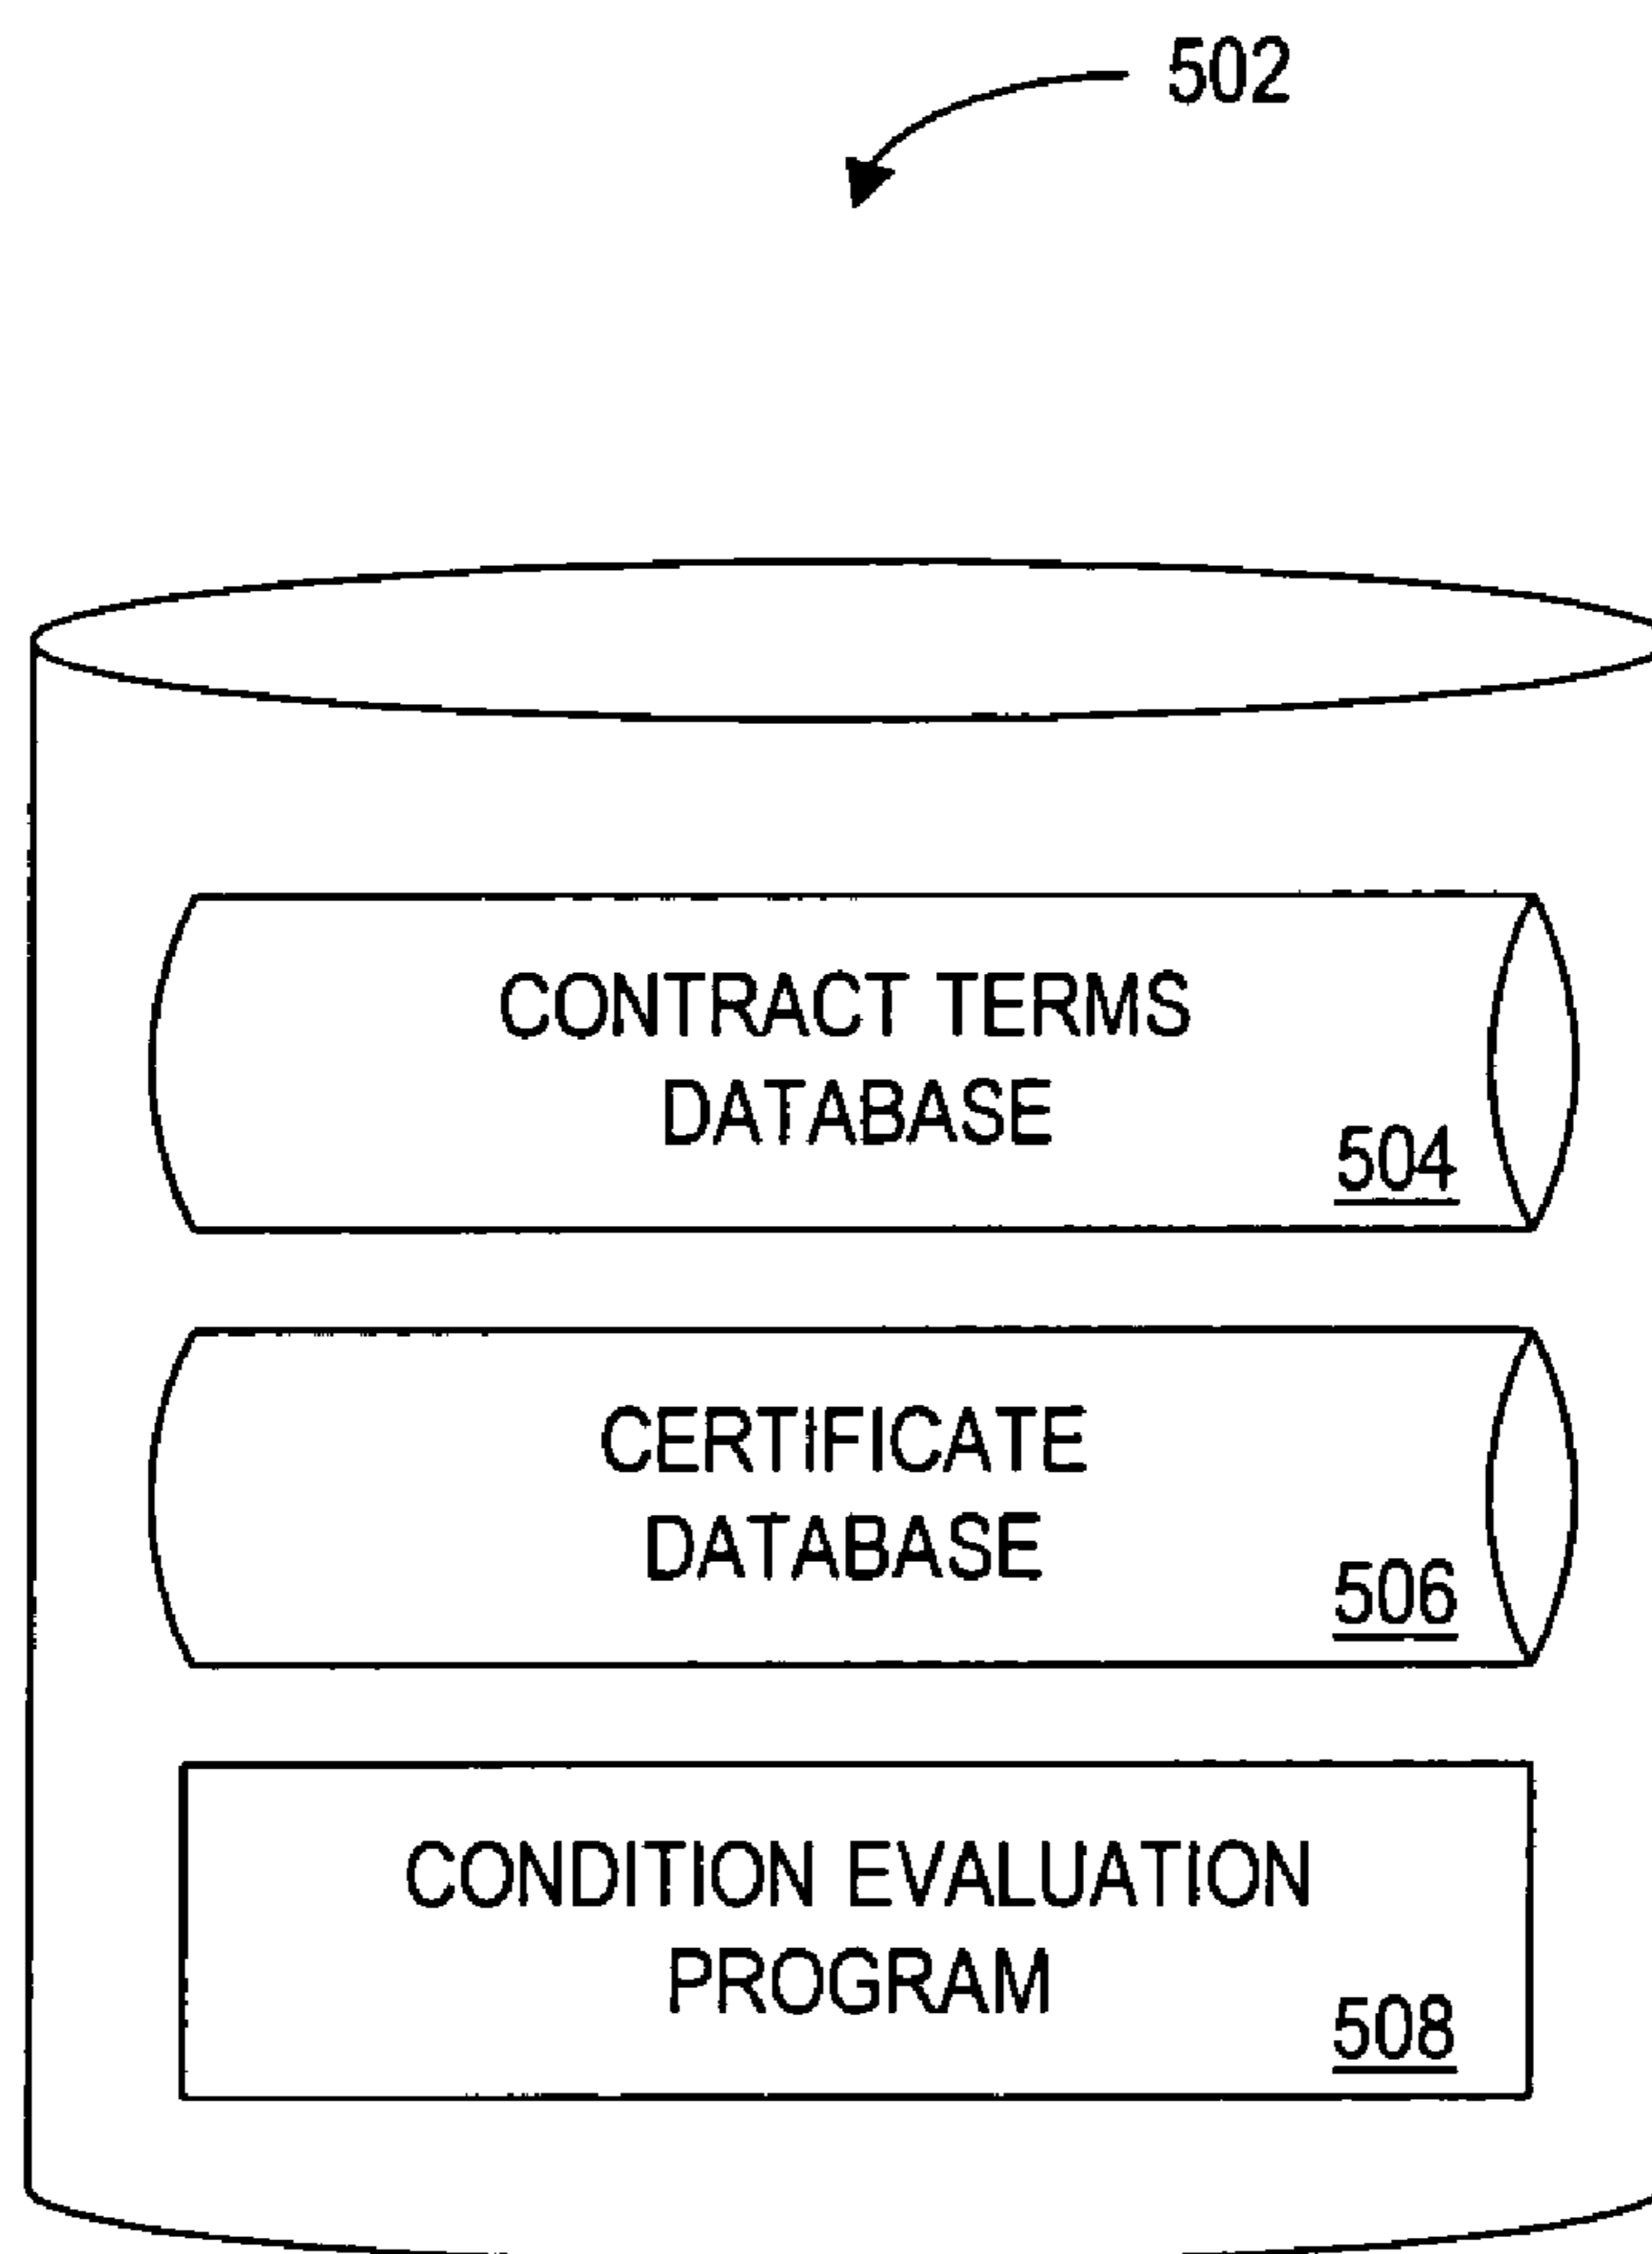 502
CONTRACT TERMS
DATABASE
504
CERTIFICATE
DATABASE
506
CONDITION EVALUATION
PROGRAM
508